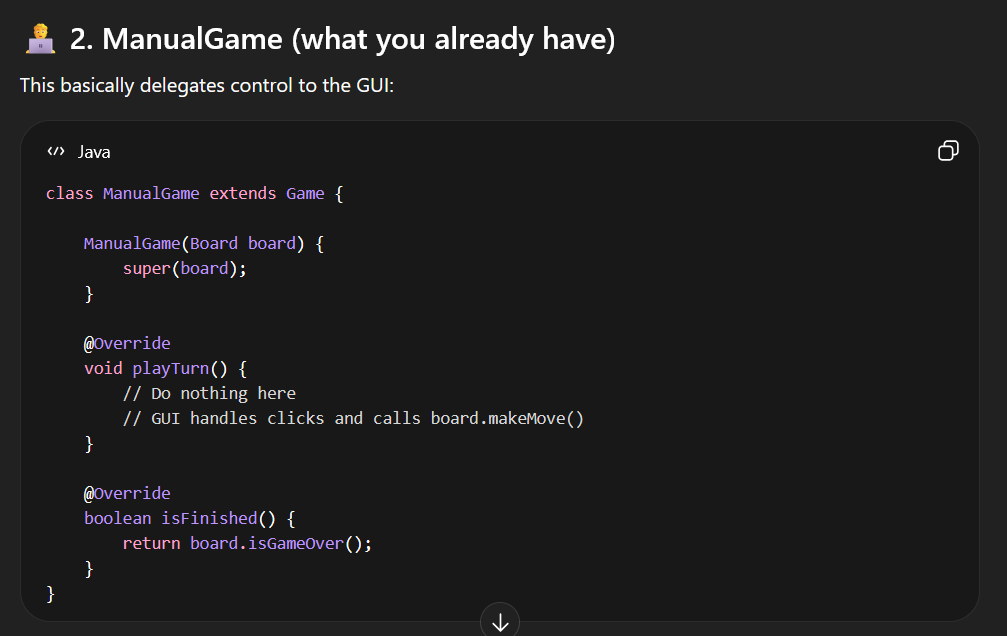 2. ManualGame (what you already have)
This basically delegates control to the GUI:
</> Java
class ManualGame extends Game {
    ManualGame(Board board) {
        super(board);
    }
    @Override
    void playTurn() {
        // Do nothing here
        // GUI handles clicks and calls board.makeMove()
    }
    @Override
    boolean isFinished() {
        return board.isGameOver();
    }
}